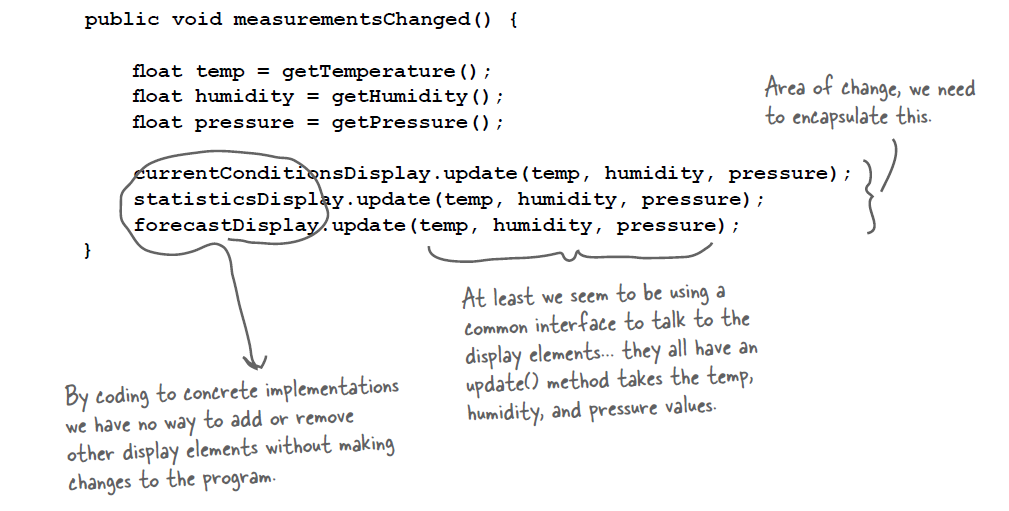 public void measurementsChanged() {
float temp = getTemperature();
float humidity = getHumidity();
float pressure = getPressure();
Area of change, we need
to encapsulate this.
currentConditionsDisplay.update(temp, humidity, pressure);
statisticsDisplay.update(temp, humidity, pressure);
forecastDisplay.update(temp, humidity, pressure);
}
At least we seem to be using a
common interface to talk to the
display elements... they all have an
update() method takes the temp,
humidity, and pressure values.
By coding to concrete implementations
we have no way to add or remove
other display elements without making
changes to the program.